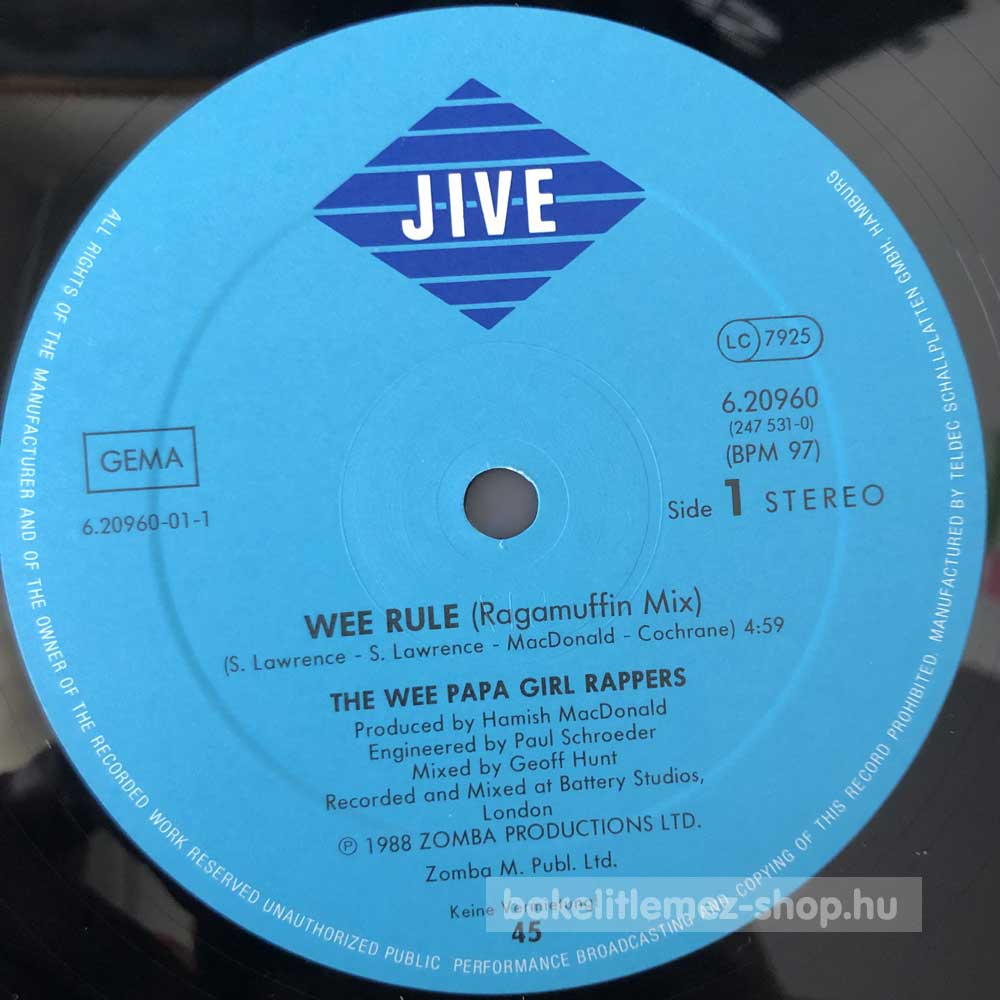 JIVE
LC 7925
6.20960
(247 531-0)
(BPM 97)
Side 1 STEREO
GEMA
6.20960-01-1
WEE RULE (Ragamuffin Mix)
(S. Lawrence - S. Lawrence - MacDonald - Cochrane) 4:59
THE WEE PAPA GIRL RAPPERS
Produced by Hamish MacDonald
Engineered by Paul Schroeder
Mixed by Geoff Hunt
Recorded and Mixed at Battery Studios,
London
℗ 1988 ZOMBA PRODUCTIONS LTD.
Zomba M. Publ. Ltd.
Keine Vermietung!
45
ALL RIGHTS OF THE MANUFACTURER AND OF THE OWNER OF THE RECORDED WORK RESERVED UNAUTHORIZED PUBLIC PERFORMANCE BROADCASTING AND COPYING OF THIS RECORD PROHIBITED. MANUFACTURED BY TELDEC SCHALLPLATTEN GMBH, HAMBURG
bakelitlemez-shop.hu